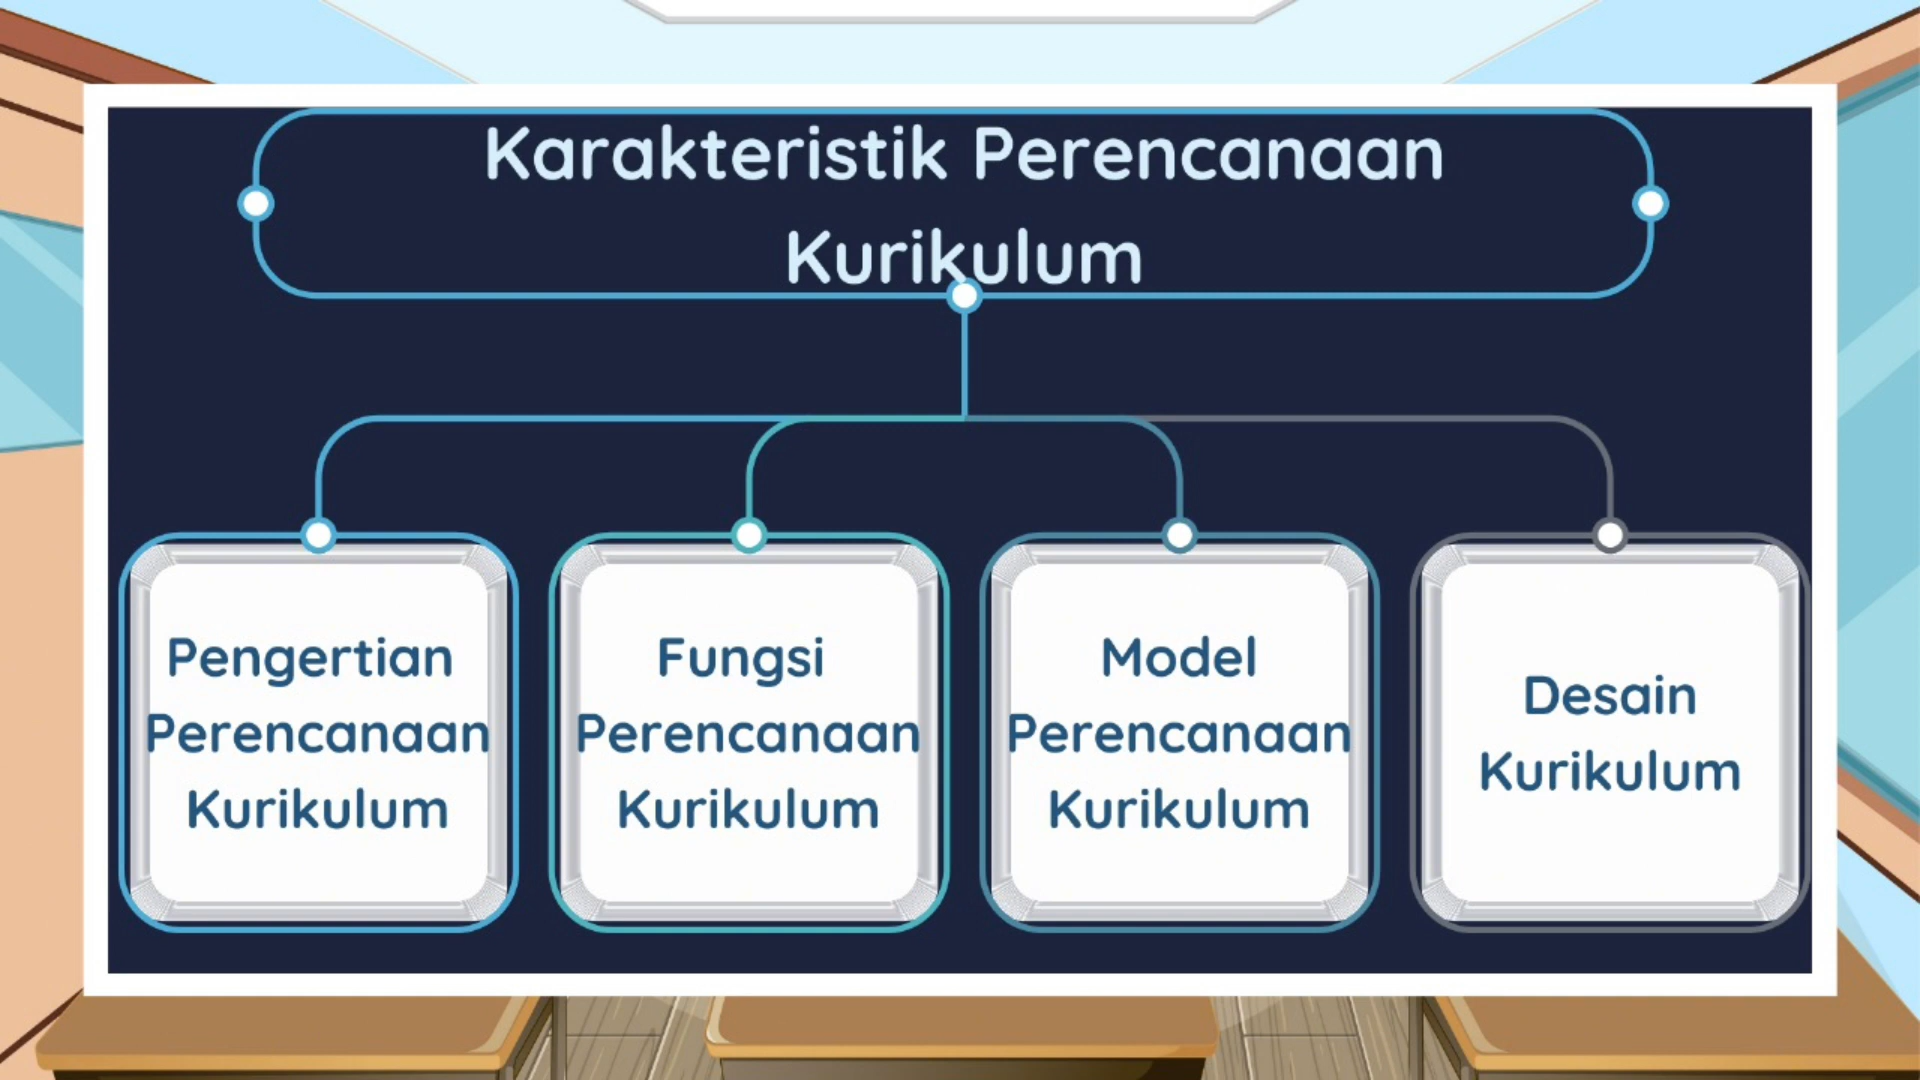 Karakteristik Perencanaan
Kurikulum
Pengertian
Perencanaan
Kurikulum
Fungsi
Perencanaan
Kurikulum
Model
Perencanaan
Kurikulum
Desain
Kurikulum